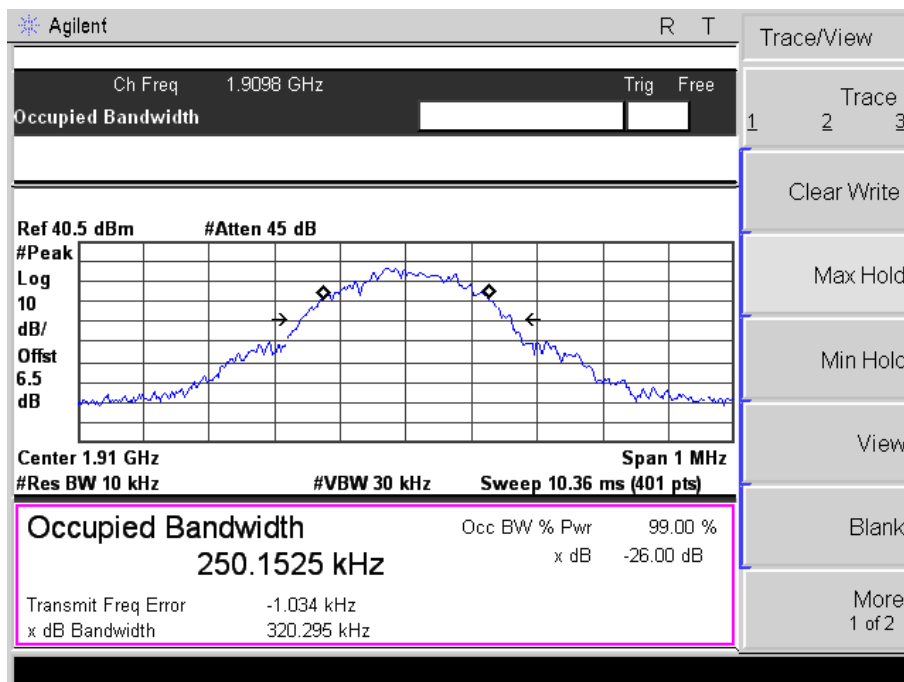 Agilent R T
Trace/View
Ch Freq 1.9098 GHz Trig Free
Occupied Bandwidth
Trace
1 2 3
Clear Write
Max Hold
Min Hold
View
Blank
More
1 of 2
Ref 40.5 dBm #Atten 45 dB
#Peak
Log
10
dB/
Offst
6.5
dB
Center 1.91 GHz Span 1 MHz
#Res BW 10 kHz #VBW 30 kHz Sweep 10.36 ms (401 pts)
Occupied Bandwidth
250.1525 kHz
Occ BW % Pwr 99.00 %
x dB -26.00 dB
Transmit Freq Error -1.034 kHz
x dB Bandwidth 320.295 kHz